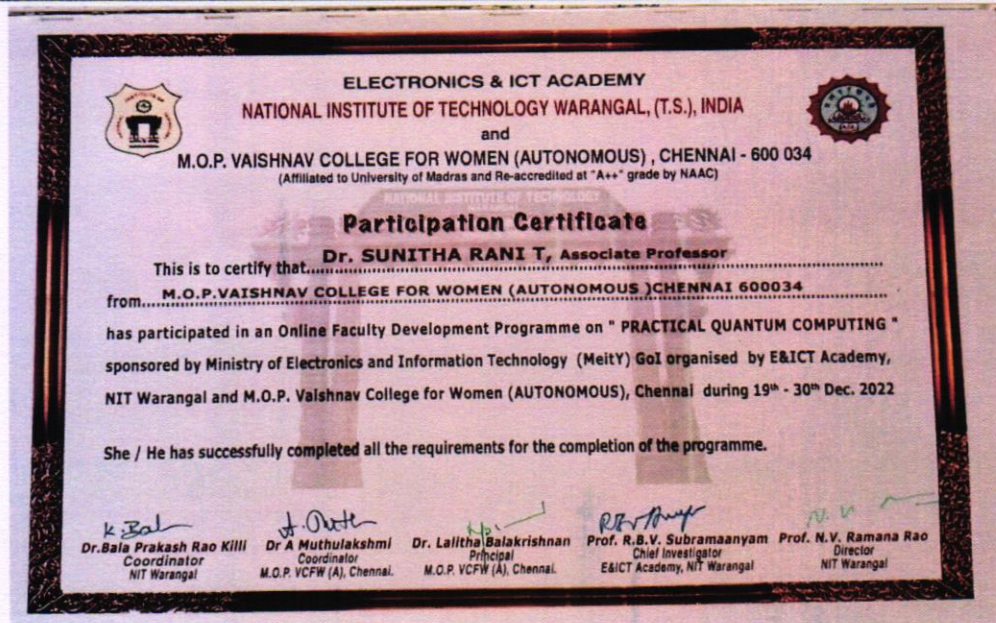 ELECTRONICS & ICT ACADEMY
NATIONAL INSTITUTE OF TECHNOLOGY WARANGAL, (T.S.), INDIA
and
M.O.P. VAISHNAV COLLEGE FOR WOMEN (AUTONOMOUS) , CHENNAI - 600 034
(Affiliated to University of Madras and Re-accredited at "A++" grade by NAAC)
NATIONAL INSTITUTE OF TECHNOLOGY
Participation Certificate
This is to certify that Dr. SUNITHA RANI T, Associate Professor
from M.O.P.VAISHNAV COLLEGE FOR WOMEN (AUTONOMOUS )CHENNAI 600034
has participated in an Online Faculty Development Programme on " PRACTICAL QUANTUM COMPUTING "
sponsored by Ministry of Electronics and Information Technology (MeitY) GoI organised by E&ICT Academy,
NIT Warangal and M.O.P. Vaishnav College for Women (AUTONOMOUS), Chennai during 19th - 30th Dec. 2022
She / He has successfully completed all the requirements for the completion of the programme.
K. Bal
Dr.Bala Prakash Rao Killi Dr A Muthulakshmi Dr. Lalitha Balakrishnan Prof. R.B.V. Subramaanyam Prof. N.V. Ramana Rao
Coordinator Coordinator Principal Chief Investigator Director
NIT Warangal M.O.P. VCFW (A), Chennai. M.O.P. VCFW (A), Chennai. E&ICT Academy, NIT Warangal NIT Warangal